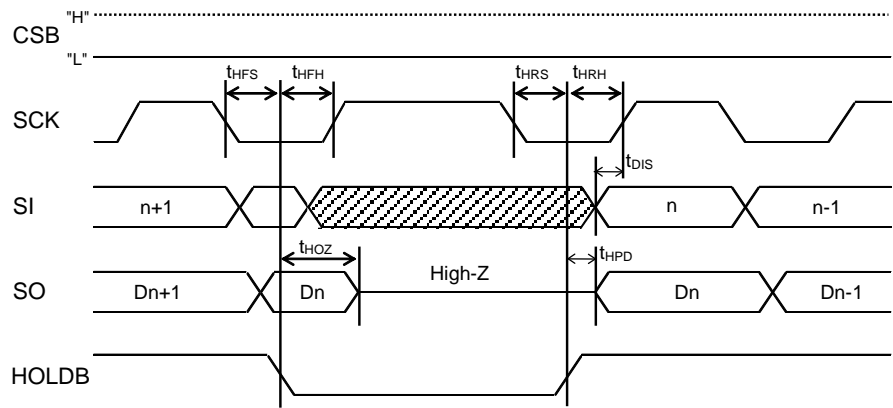 "H"
CSB
"L"
tHFS tHFH tHRS tHRH
SCK
tDIS
SI n+1 n n-1
tHOZ tHPD
High-Z
SO Dn+1 Dn Dn Dn-1
HOLDB